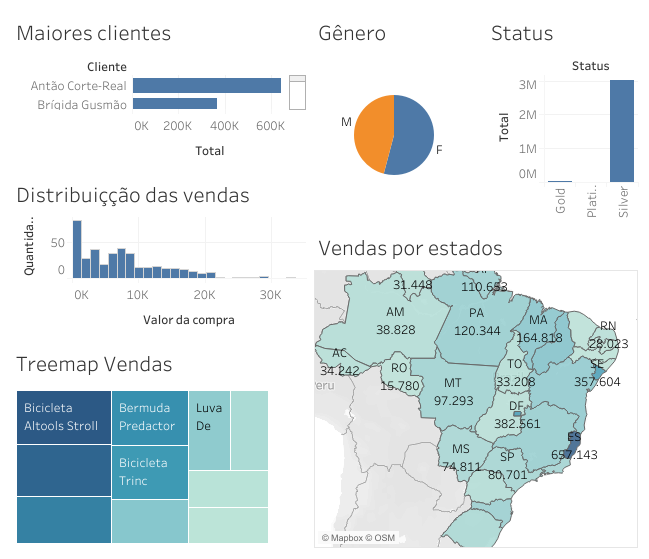 Maiores clientes
Cliente
Antão Corte-Real
Brígida Gusmão
0K 200K 400K 600K
Total
Gênero
M
F
Status
Status
Total
3M
2M
1M
0M
Gold
Plati..
Silver
Distribuiçção das vendas
Quantida..
50
0
0K 10K 20K 30K
Valor da compra
Treemap Vendas
Bicicleta
Altools Stroll
Bermuda
Predactor
Bicicleta
Trinc
Luva
De
Vendas por estados
31.448
110.653
AM
38.828
PA
120.344
MA
164.818
RN
28.023
AC
34.242
RO
15.780
TO
33.208
SE
357.604
MT
97.293
DF
382.561
MS
74.811
SP
80.701
ES
657.143
eru
© Mapbox © OSM